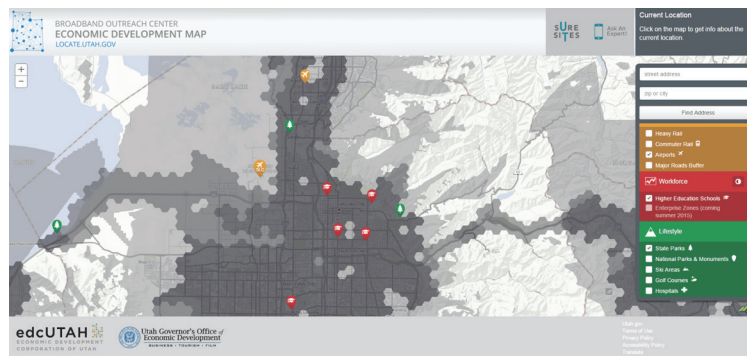 BROADBAND OUTREACH CENTER
ECONOMIC DEVELOPMENT MAP
LOCATE.UTAH.GOV
SURE
SITES
Ask An
Expert!
Current Location
Click on the map to get info about the
current location
+
−
street address
zip or city
Find Address
Heavy Rail
Commuter Rail
Airports
Major Roads Buffer
Workforce
Higher Education Schools
Enterprise Zones (coming
summer 2015)
Lifestyle
State Parks
National Parks & Monuments
Ski Areas
Golf Courses
Hospitals
edcUTAH
ECONOMIC DEVELOPMENT
CORPORATION OF UTAH
Utah Governor's Office of
Economic Development
BUSINESS • TOURISM • FILM
Utah.gov
Terms of Use
Privacy Policy
Accessibility Policy
Translate